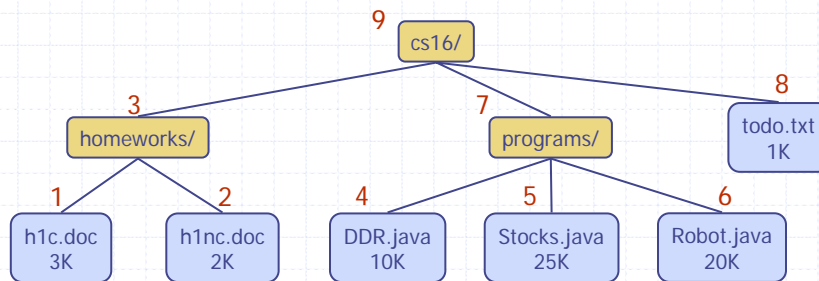 9
cs16/
3
7
8
homeworks/
programs/
todo.txt
1K
1
2
4
5
6
h1c.doc
3K
h1nc.doc
2K
DDR.java
10K
Stocks.java
25K
Robot.java
20K